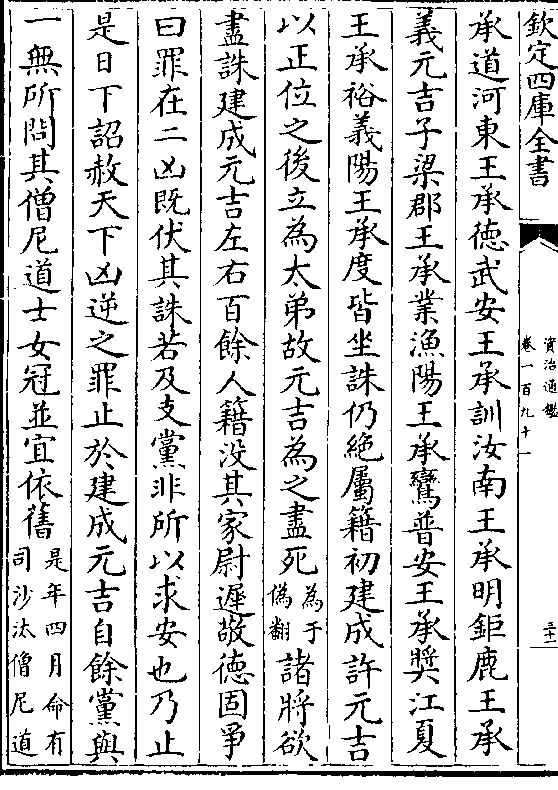 欽定四庫全書
資治通鑑
卷一百九十一
三十二
承道河東王承德武安王承訓汝南王承明鉅鹿王承
義元吉子梁郡王承業漁陽王承鸞普安王承奬江夏
王承裕義陽王承度皆坐誅仍絶屬籍初建成許元吉
以正位之後立為太弟故元吉為之盡死為于偽翻諸將欲
盡誅建成元吉左右百餘人籍没其家尉遲敬德固爭
曰罪在二凶既伏其誅若及支黨非所以求安也乃止
是日下詔赦天下凶逆之罪止於建成元吉自餘黨與
一無所問其僧尼道士女冠並宜依舊是年四月命有司沙汰僧尼道